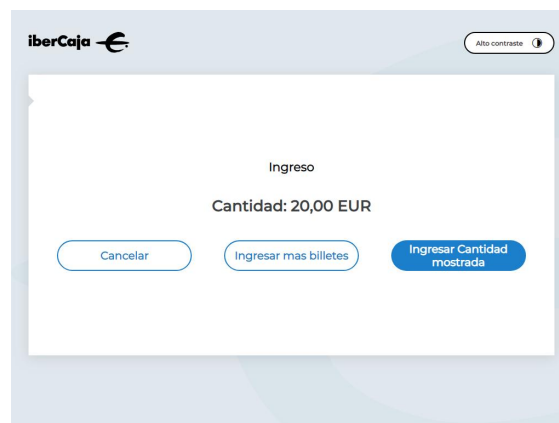 iberCaja
Alto contraste
Ingreso
Cantidad: 20,00 EUR
Cancelar
Ingresar mas billetes
Ingresar Cantidad
mostrada